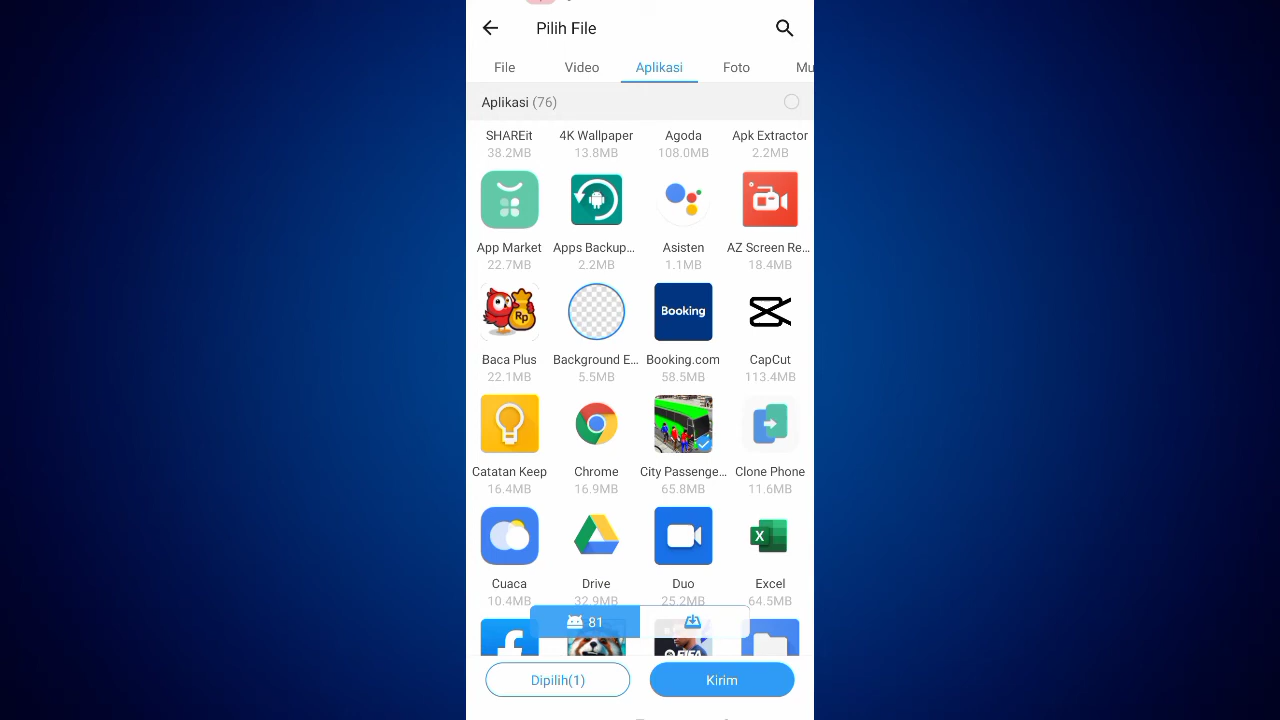 Pilih File
File Video Aplikasi Foto Mu
Aplikasi (76)
SHAREit 4K Wallpaper Agoda Apk Extractor
38.2MB 13.8MB 108.0MB 2.2MB
App Market Apps Backup... Asisten AZ Screen Re...
22.7MB 2.2MB 1.1MB 18.4MB
Rp Booking
Baca Plus Background E... Booking.com CapCut
22.1MB 5.5MB 58.5MB 113.4MB
Catatan Keep Chrome City Passenge... Clone Phone
16.4MB 16.9MB 65.8MB 11.6MB
X
Cuaca Drive Duo Excel
10.4MB 32.9MB 25.2MB 64.5MB
81
FIFA
Dipilih(1) Kirim